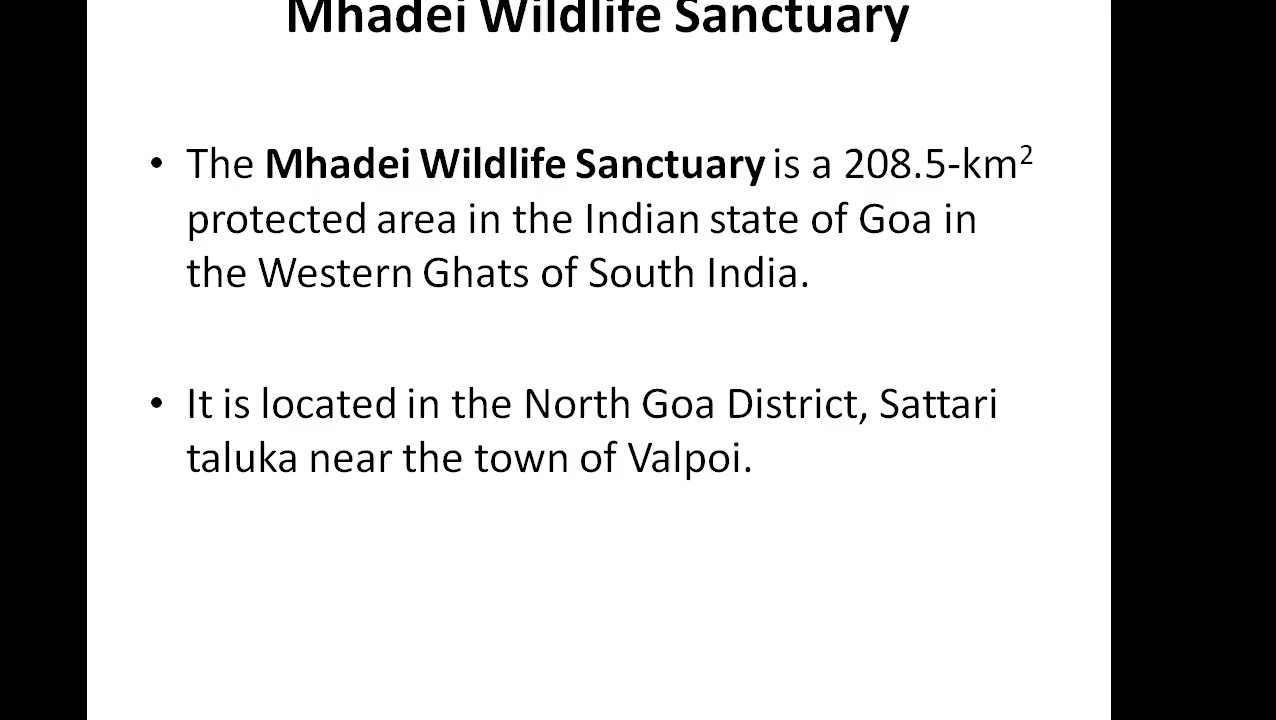 Mhadei Wildlife Sanctuary
• The Mhadei Wildlife Sanctuary is a 208.5-km²
protected area in the Indian state of Goa in
the Western Ghats of South India.
• It is located in the North Goa District, Sattari
taluka near the town of Valpoi.